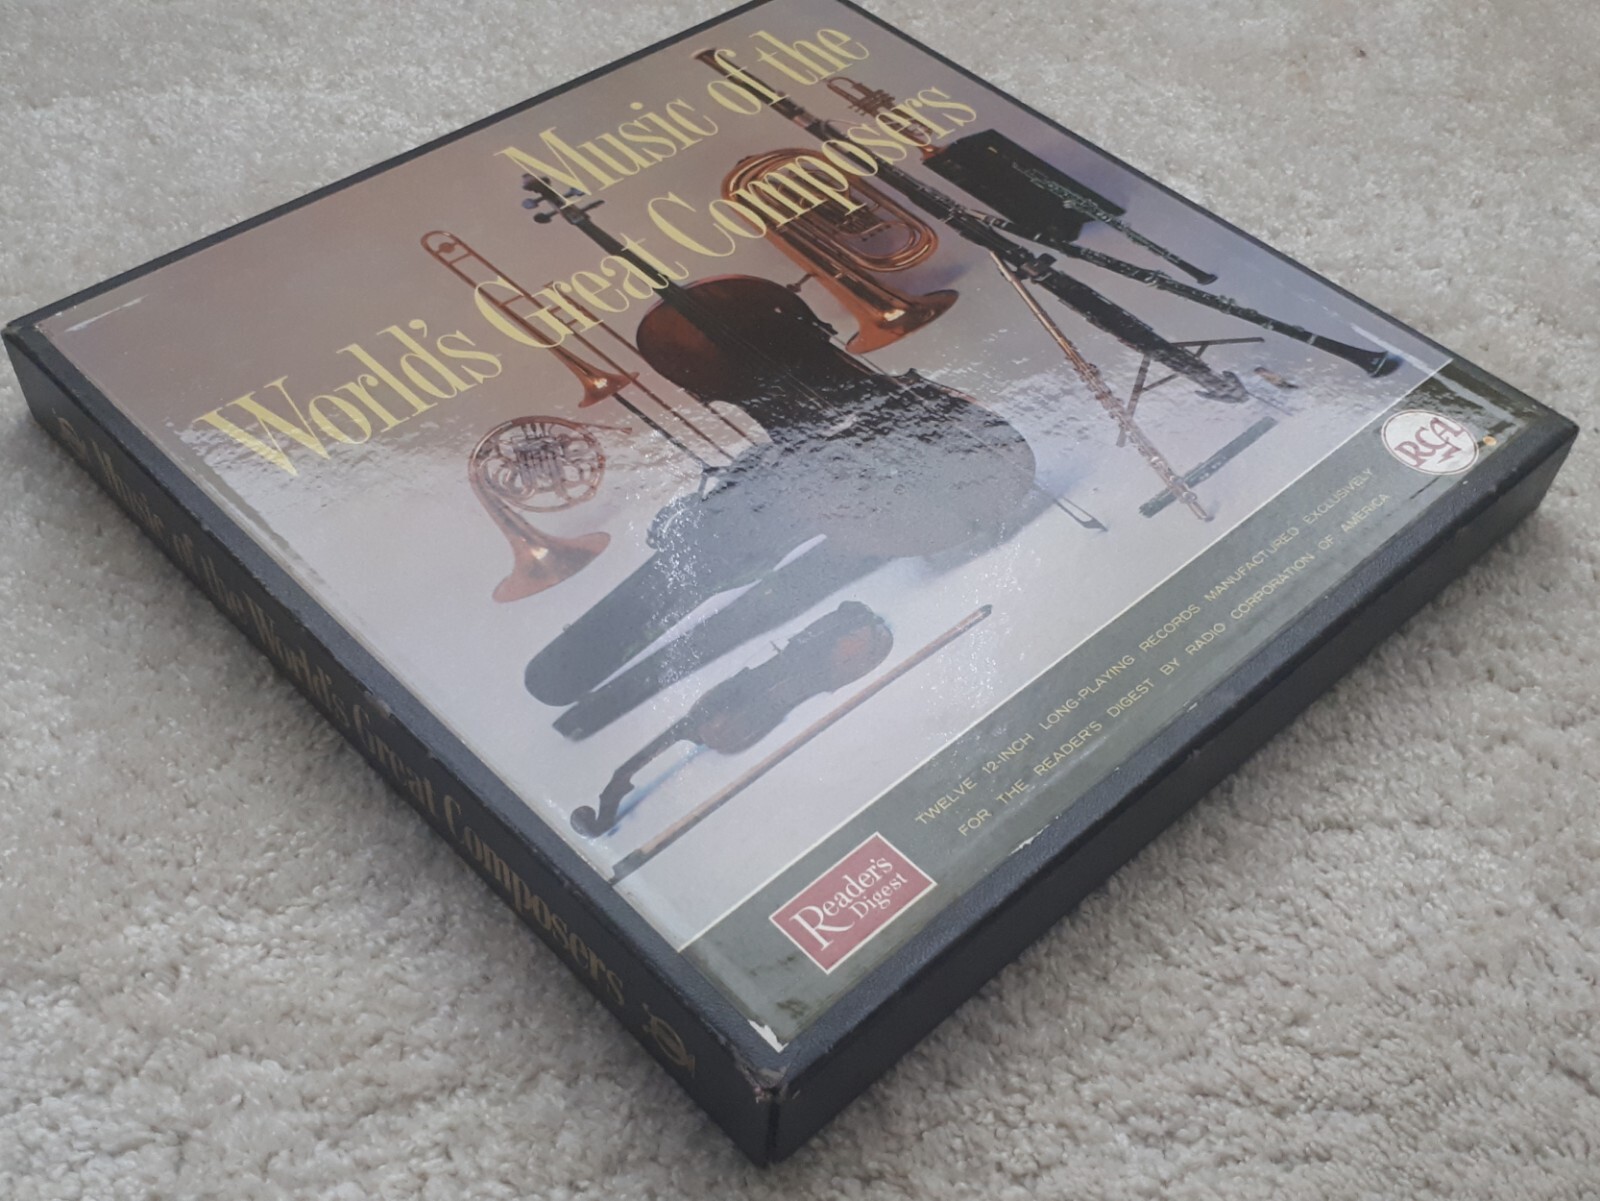 Music of the
World's Great Composers
RCA
TWELVE 12-INCH LONG-PLAYING RECORDS MANUFACTURED EXCLUSIVELY
FOR THE READER'S DIGEST BY RADIO CORPORATION OF AMERICA
Reader's
Digest
Music of the World's Great Composers